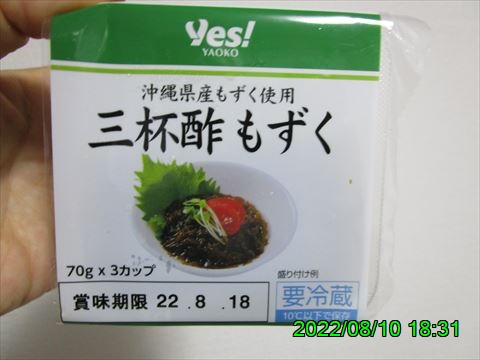 yes!
YAOKO
沖縄県産もずく使用
三杯酢もずく
70g x 3カップ
盛り付け例
賞味期限 22 .8 .18
要冷蔵
10℃以下で保存
2022/08/10 18:31